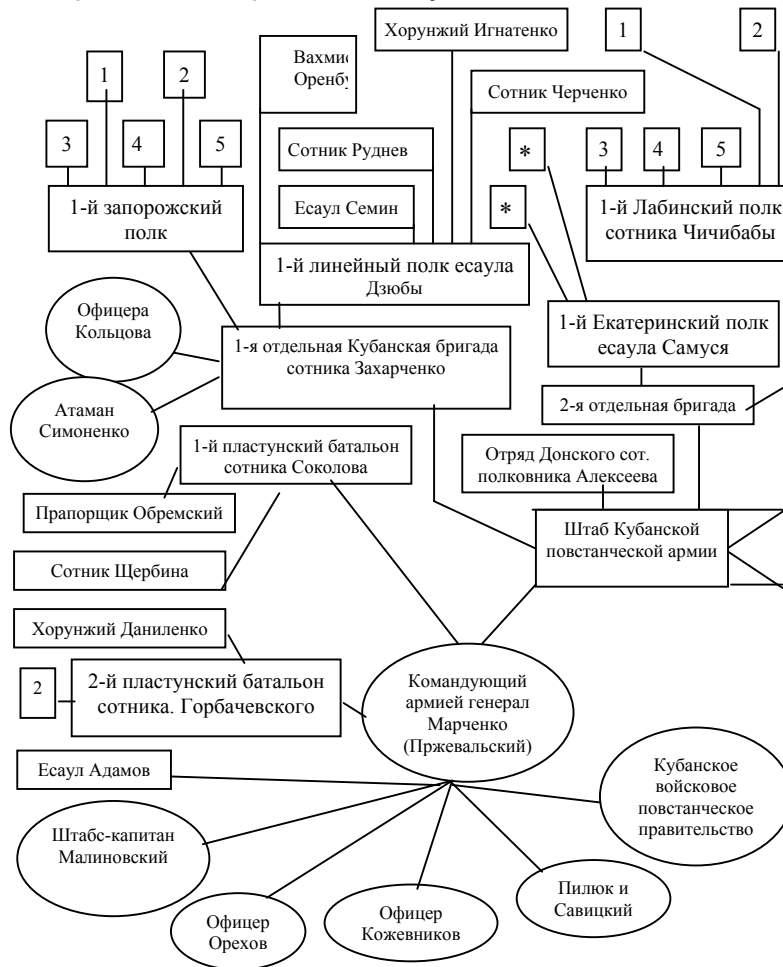 Хорунжий Игнатенко
1
2
1
2
Сотник Черченко
3
4
5
Сотник Руднев
*
3
4
5
1-й запорожский
полк
Есаул Семин
*
1-й Лабинский полк
сотника Чичибабы
1-й линейный полк есаула
Дзюбы
Офицера
Кольцова
1-я отдельная Кубанская бригада
сотника Захарченко
1-й Екатеринский полк
есаула Самуся
Атаман
Симоненко
2-я отдельная бригада
1-й пластунский батальон
сотника Соколова
Отряд Донского сот.
полковника Алексеева
Прапорщик Обремский
Штаб Кубанской
повстанческой армии
Сотник Щербина
Хорунжий Даниленко
2
2-й пластунский батальон
сотника. Горбачевского
Командующий
армией генерал
Марченко
(Пржевальский)
Есаул Адамов
Кубанское
войсковое
повстанческое
правительство
Штабс-капитан
Малиновский
Пилюк и
Савицкий
Офицер
Орехов
Офицер
Кожевников